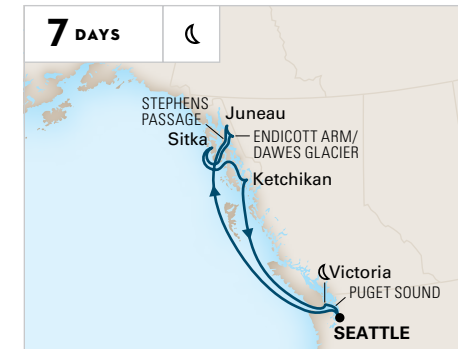 7 DAYS
STEPHENS
PASSAGE
Juneau
Sitka
ENDICOTT ARM/
DAWES GLACIER
Ketchikan
Victoria
PUGET SOUND
SEATTLE